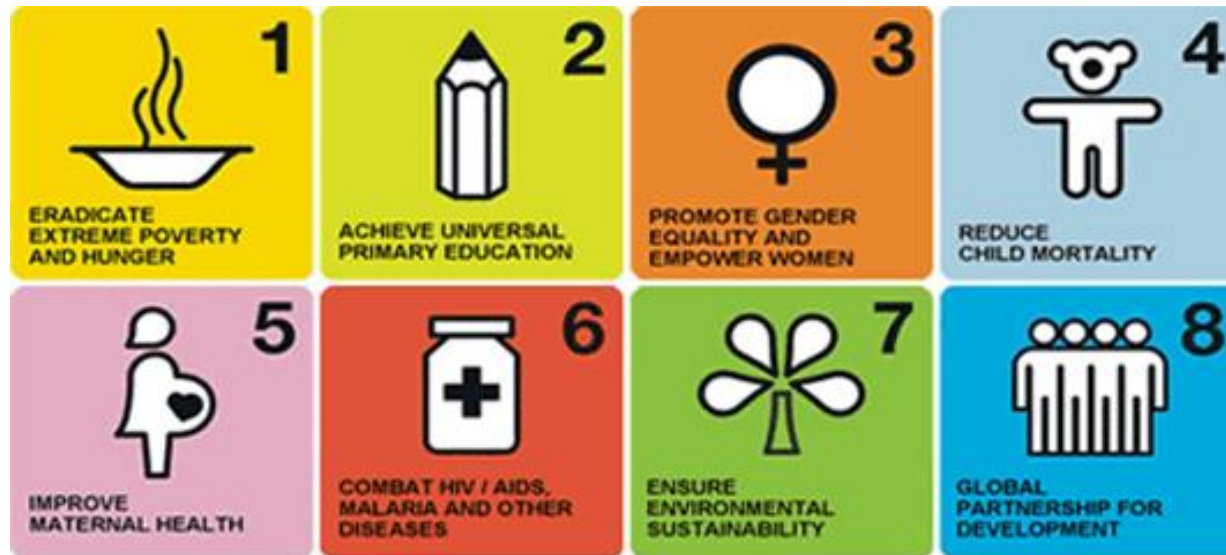 1
ERADICATE
EXTREME POVERTY
AND HUNGER
2
ACHIEVE UNIVERSAL
PRIMARY EDUCATION
3
PROMOTE GENDER
EQUALITY AND
EMPOWER WOMEN
4
REDUCE
CHILD MORTALITY
5
IMPROVE
MATERNAL HEALTH
6
COMBAT HIV / AIDS,
MALARIA AND OTHER
DISEASES
7
ENSURE
ENVIRONMENTAL
SUSTAINABILITY
8
GLOBAL
PARTNERSHIP FOR
DEVELOPMENT